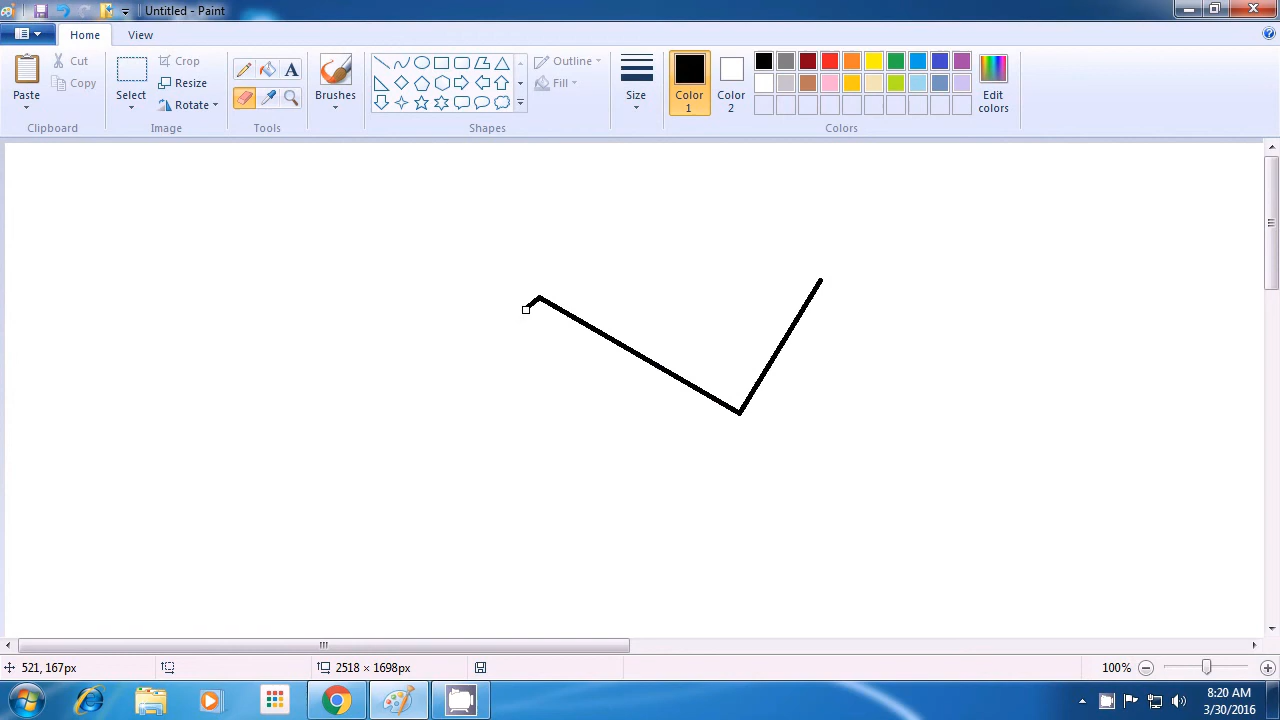 Untitled - Paint
Home View
Paste
Cut
Copy
Clipboard
Select
Crop
Resize
Rotate
Image
A
Tools
Brushes
Shapes
Outline
Fill
Size
Color 1
Color 2
Edit colors
Colors
521, 167px
2518 × 1698px
100%
8:20 AM
3/30/2016